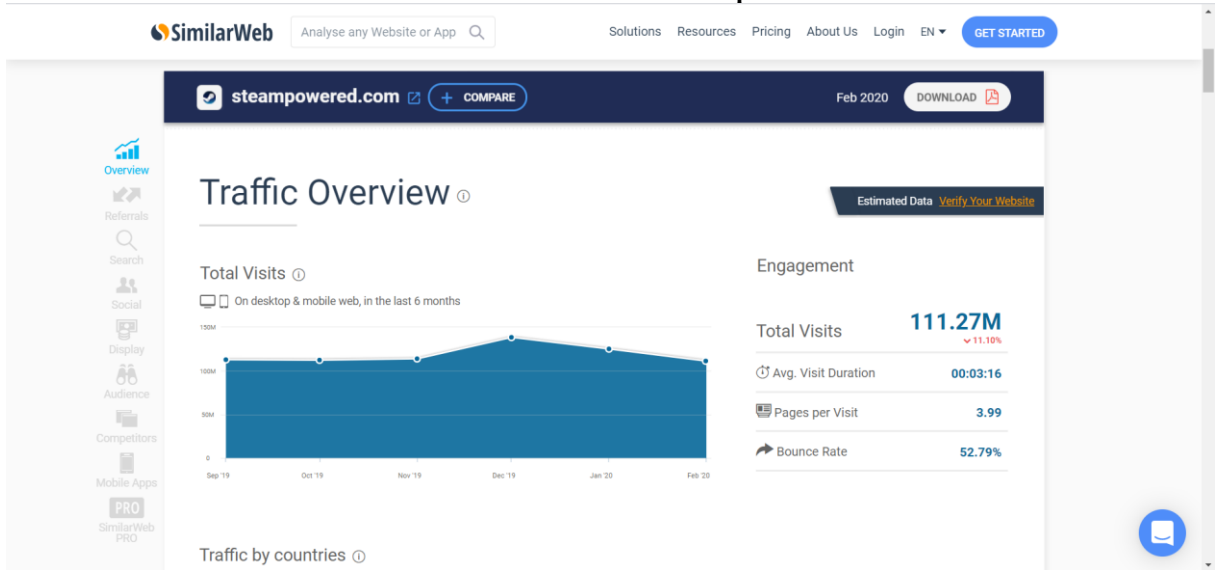 SimilarWeb Analyse any Website or App Solutions Resources Pricing About Us Login EN GET STARTED
steampowered.com + COMPARE Feb 2020 DOWNLOAD
Overview
Referrals
Search
Social
Display
Audience
Competitors
Mobile Apps
PRO
SimilarWeb
PRO
Traffic Overview
Estimated Data Verify Your Website
Total Visits
On desktop & mobile web, in the last 6 months
150M
100M
50M
0
Sep '19 Oct '19 Nov '19 Dec '19 Jan '20 Feb '20
Engagement
Total Visits 111.27M
11.10%
Avg. Visit Duration 00:03:16
Pages per Visit 3.99
Bounce Rate 52.79%
Traffic by countries